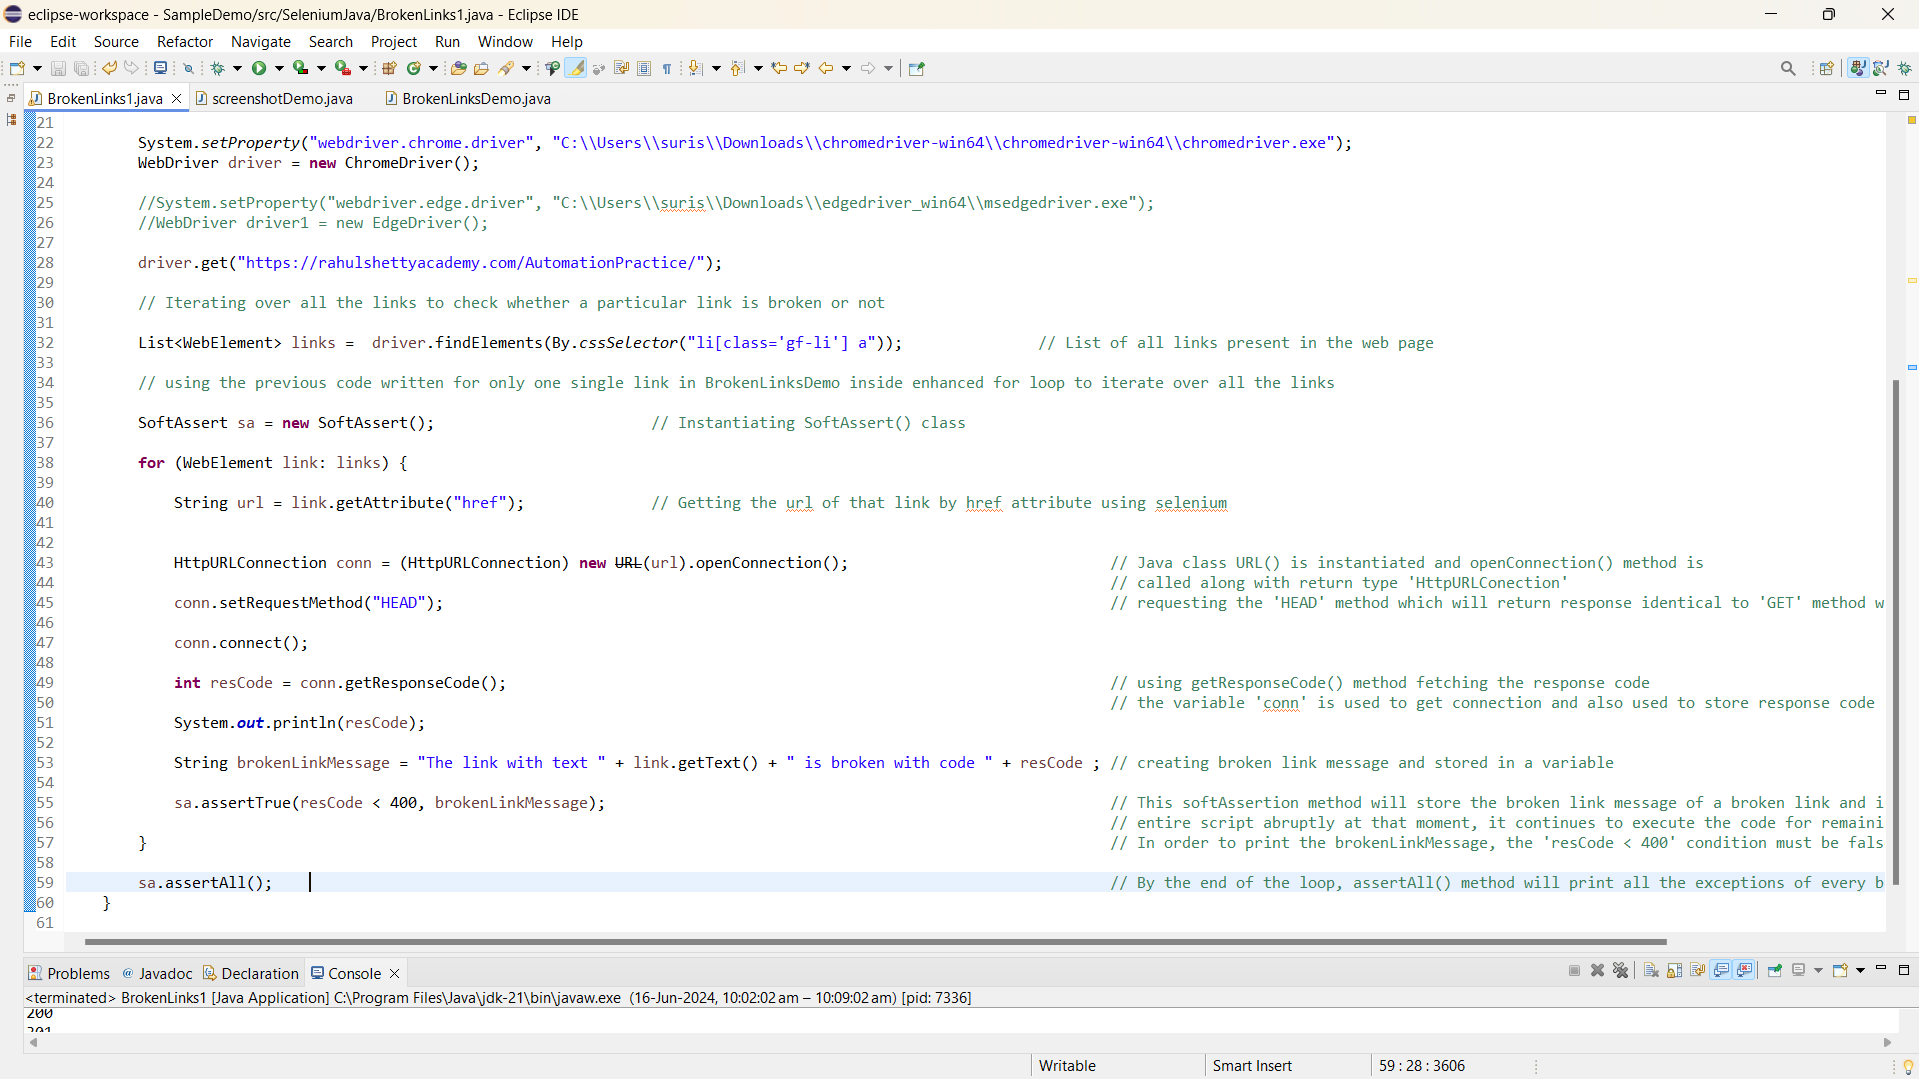 eclipse-workspace - SampleDemo/src/SeleniumJava/BrokenLinks1.java - Eclipse IDE
File Edit Source Refactor Navigate Search Project Run Window Help
BrokenLinks1.java screenshotDemo.java BrokenLinksDemo.java
21
22 System.setProperty("webdriver.chrome.driver", "C:\\Users\\suris\\Downloads\\chromedriver-win64\\chromedriver-win64\\chromedriver.exe");
23 WebDriver driver = new ChromeDriver();
24
25 //System.setProperty("webdriver.edge.driver", "C:\\Users\\suris\\Downloads\\edgedriver_win64\\msedgedriver.exe");
26 //WebDriver driver1 = new EdgeDriver();
27
28 driver.get("https://rahulshettyacademy.com/AutomationPractice/");
29
30 // Iterating over all the links to check whether a particular link is broken or not
31
32 List<WebElement> links =  driver.findElements(By.cssSelector("li[class='gf-li'] a")); // List of all links present in the web page
33
34 // using the previous code written for only one single link in BrokenLinksDemo inside enhanced for loop to iterate over all the links
35
36 SoftAssert sa = new SoftAssert(); // Instantiating SoftAssert() class
37
38 for (WebElement link: links) {
39
40 String url = link.getAttribute("href"); // Getting the url of that link by href attribute using selenium
41
42
43 HttpURLConnection conn = (HttpURLConnection) new URL(url).openConnection(); // Java class URL() is instantiated and openConnection() method is
44 // called along with return type 'HttpURLConection'
45 conn.setRequestMethod("HEAD"); // requesting the 'HEAD' method which will return response identical to 'GET' method w
46
47 conn.connect();
48
49 int resCode = conn.getResponseCode(); // using getResponseCode() method fetching the response code
50 // the variable 'conn' is used to get connection and also used to store response code
51 System.out.println(resCode);
52
53 String brokenLinkMessage = "The link with text " + link.getText() + " is broken with code " + resCode ; // creating broken link message and stored in a variable
54
55 sa.assertTrue(resCode < 400, brokenLinkMessage); // This softAssertion method will store the broken link message of a broken link and i
56 // entire script abruptly at that moment, it continues to execute the code for remaini
57 } // In order to print the brokenLinkMessage, the 'resCode < 400' condition must be fals
58
59 sa.assertAll(); // By the end of the loop, assertAll() method will print all the exceptions of every b
60 }
61
Problems Javadoc Declaration Console
<terminated> BrokenLinks1 [Java Application] C:\Program Files\Java\jdk-21\bin\javaw.exe (16-Jun-2024, 10:02:02 am – 10:09:02 am) [pid: 7336]
200
Writable Smart Insert 59 : 28 : 3606